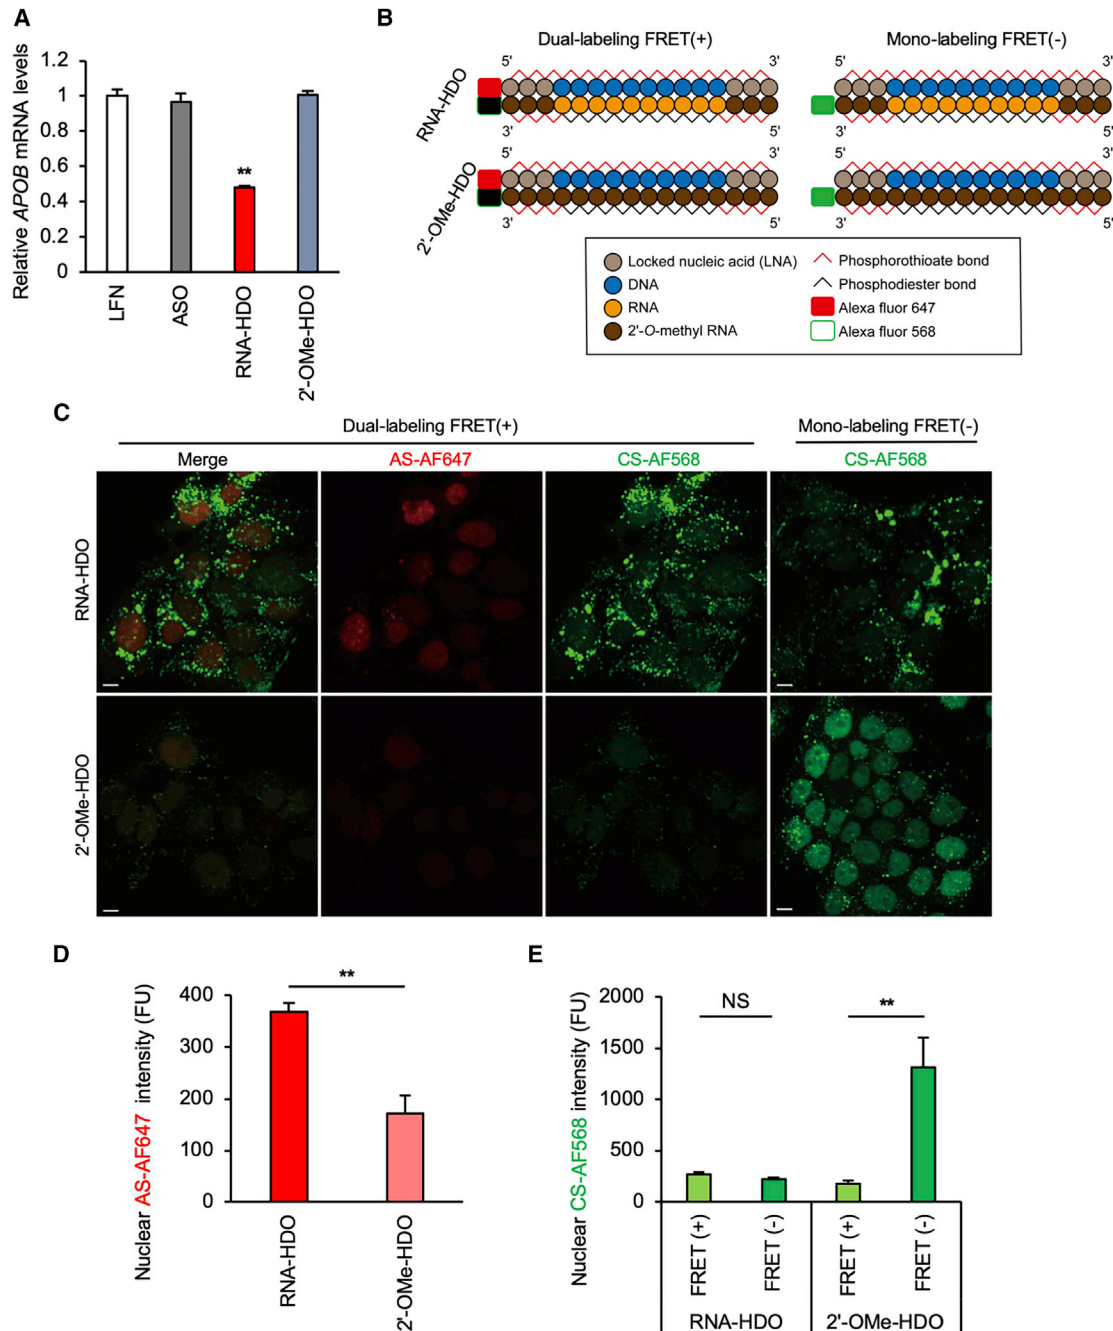 A
Relative APOB mRNA levels
1.2
1
0.8
0.6
0.4
0.2
0
**
LFN
ASO
RNA-HDO
2'-OMe-HDO
B
Dual-labeling FRET(+)
Mono-labeling FRET(-)
RNA-HDO
5'
3'
3'
5'
5'
3'
3'
5'
2'-OMe-HDO
5'
3'
3'
5'
5'
3'
3'
5'
Locked nucleic acid (LNA)
DNA
RNA
2'-O-methyl RNA
Phosphorothioate bond
Phosphodiester bond
Alexa fluor 647
Alexa fluor 568
C
Dual-labeling FRET(+)
Mono-labeling FRET(-)
Merge
AS-AF647
CS-AF568
CS-AF568
RNA-HDO
2'-OMe-HDO
D
Nuclear AS-AF647 intensity (FU)
400
300
200
100
0
**
RNA-HDO
2'-OMe-HDO
E
Nuclear CS-AF568 intensity (FU)
2000
1500
1000
500
0
NS
**
FRET (+)
FRET (-)
FRET (+)
FRET (-)
RNA-HDO
2'-OMe-HDO